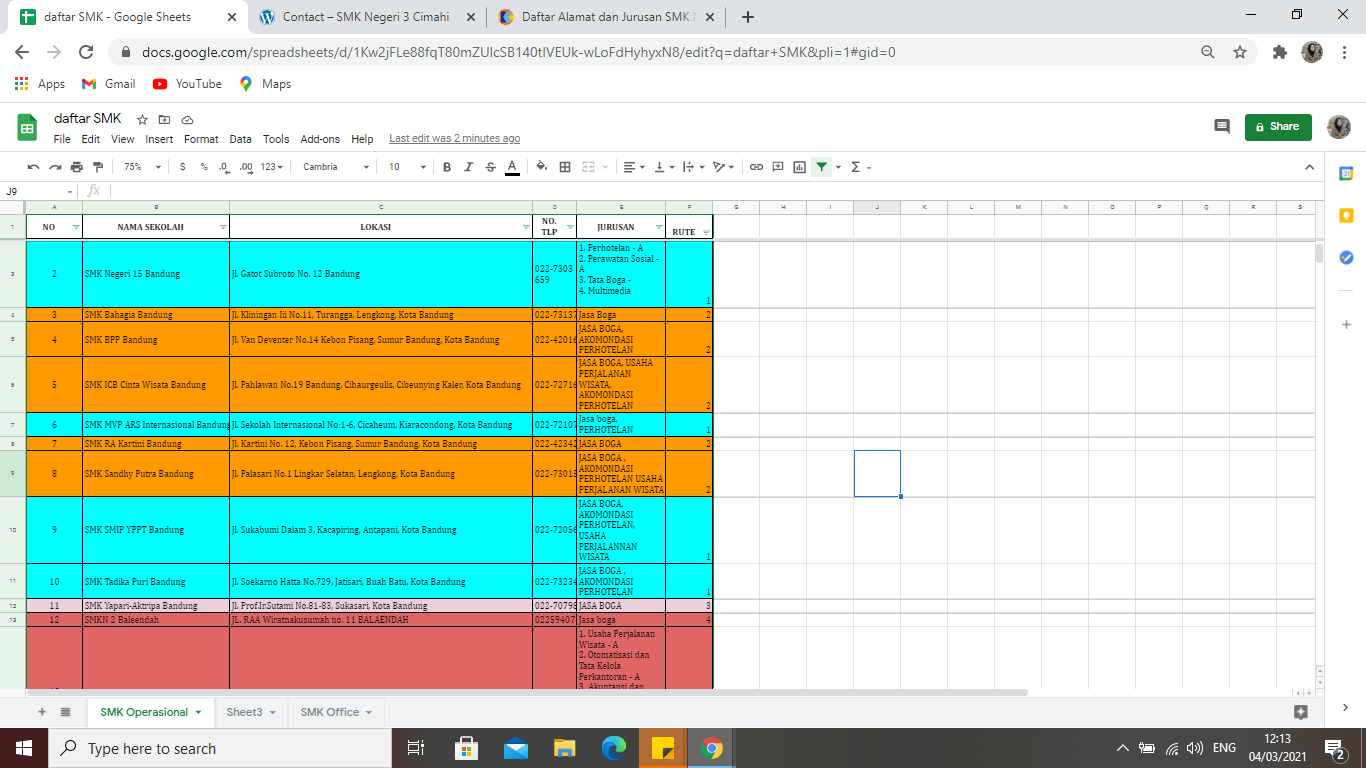 daftar SMK - Google Sheets
Contact – SMK Negeri 3 Cimahi
Daftar Alamat dan Jurusan SMK
docs.google.com/spreadsheets/d/1Kw2jFLe88fqT80mZUIcSB140tlVEUk-wLoFdHyhyxN8/edit?q=daftar+SMK&pli=1#gid=0
Apps Gmail YouTube Maps
daftar SMK
File Edit View Insert Format Data Tools Add-ons Help Last edit was 2 minutes ago
Share
75% $ % .0 .00 123 Cambria 10 B I S A
J9 fx
A B C D E F G H I J K L M N O P Q R S
1 NO NAMA SEKOLAH LOKASI NO. TLP JURUSAN RUTE
3 2 SMK Negeri 15 Bandung Jl. Gatot Subroto No. 12 Bandung 022-7303
659
1. Perhotelan - A
2. Perawatan Sosial -
A
3. Tata Boga -
4. Multimedia
1
4 3 SMK Bahagia Bandung Jl. Kliningan Iii No.11, Turangga, Lengkong, Kota Bandung 022-73137 Jasa Boga 2
5 4 SMK BPP Bandung Jl. Van Deventer No.14 Kebon Pisang, Sumur Bandung, Kota Bandung 022-42016
JASA BOGA,
AKOMONDASI
PERHOTELAN
2
6 5 SMK ICB Cinta Wisata Bandung Jl. Pahlawan No.19 Bandung, Cihaurgeulis, Cibeunying Kaler, Kota Bandung 022-72716
JASA BOGA, USAHA
PERJALANAN
WISATA,
AKOMONDASI
PERHOTELAN
2
7 6 SMK MVP ARS Internasional Bandung Jl. Sekolah Internasional No:1-6, Cicaheum, Kiaracondong, Kota Bandung 022-72107
Jasa boga,
PERHOTELAN
1
8 7 SMK RA Kartini Bandung Jl. Kartini No. 12, Kebon Pisang, Sumur Bandung, Kota Bandung 022-42342 JASA BOGA 2
9 8 SMK Sandhy Putra Bandung Jl. Palasari No.1 Lingkar Selatan, Lengkong, Kota Bandung 022-73015
JASA BOGA ,
AKOMONDASI
PERHOTELAN USAHA
PERJALANAN WISATA
2
10 9 SMK SMIP YPPT Bandung Jl. Sukabumi Dalam 3, Kacapiring, Antapani, Kota Bandung 022-72056
JASA BOGA,
AKOMONDASI
PERHOTELAN,
USAHA
PERJALANNAN
WISATA
1
11 10 SMK Tadika Puri Bandung Jl. Soekarno Hatta No.729, Jatisari, Buah Batu, Kota Bandung 022-73234
JASA BOGA ,
AKOMONDASI
PERHOTELAN
1
12 11 SMK Yapari-Aktripa Bandung Jl. Prof.IrSutami No.81-83, Sukasari, Kota Bandung 022-70798 JASA BOGA 3
13 12 SMKN 2 Baleendah JL. RAA Wiratnakusumah no. 11 BALAENDAH 02259407 Jasa boga 4
1. Usaha Perjalanan
Wisata - A
2. Otomatisasi dan
Tata Kelola
Perkantoran - A
3. Akuntansi dan
SMK Operasional Sheet3 SMK Office
Type here to search
ENG
12:13
04/03/2021
2